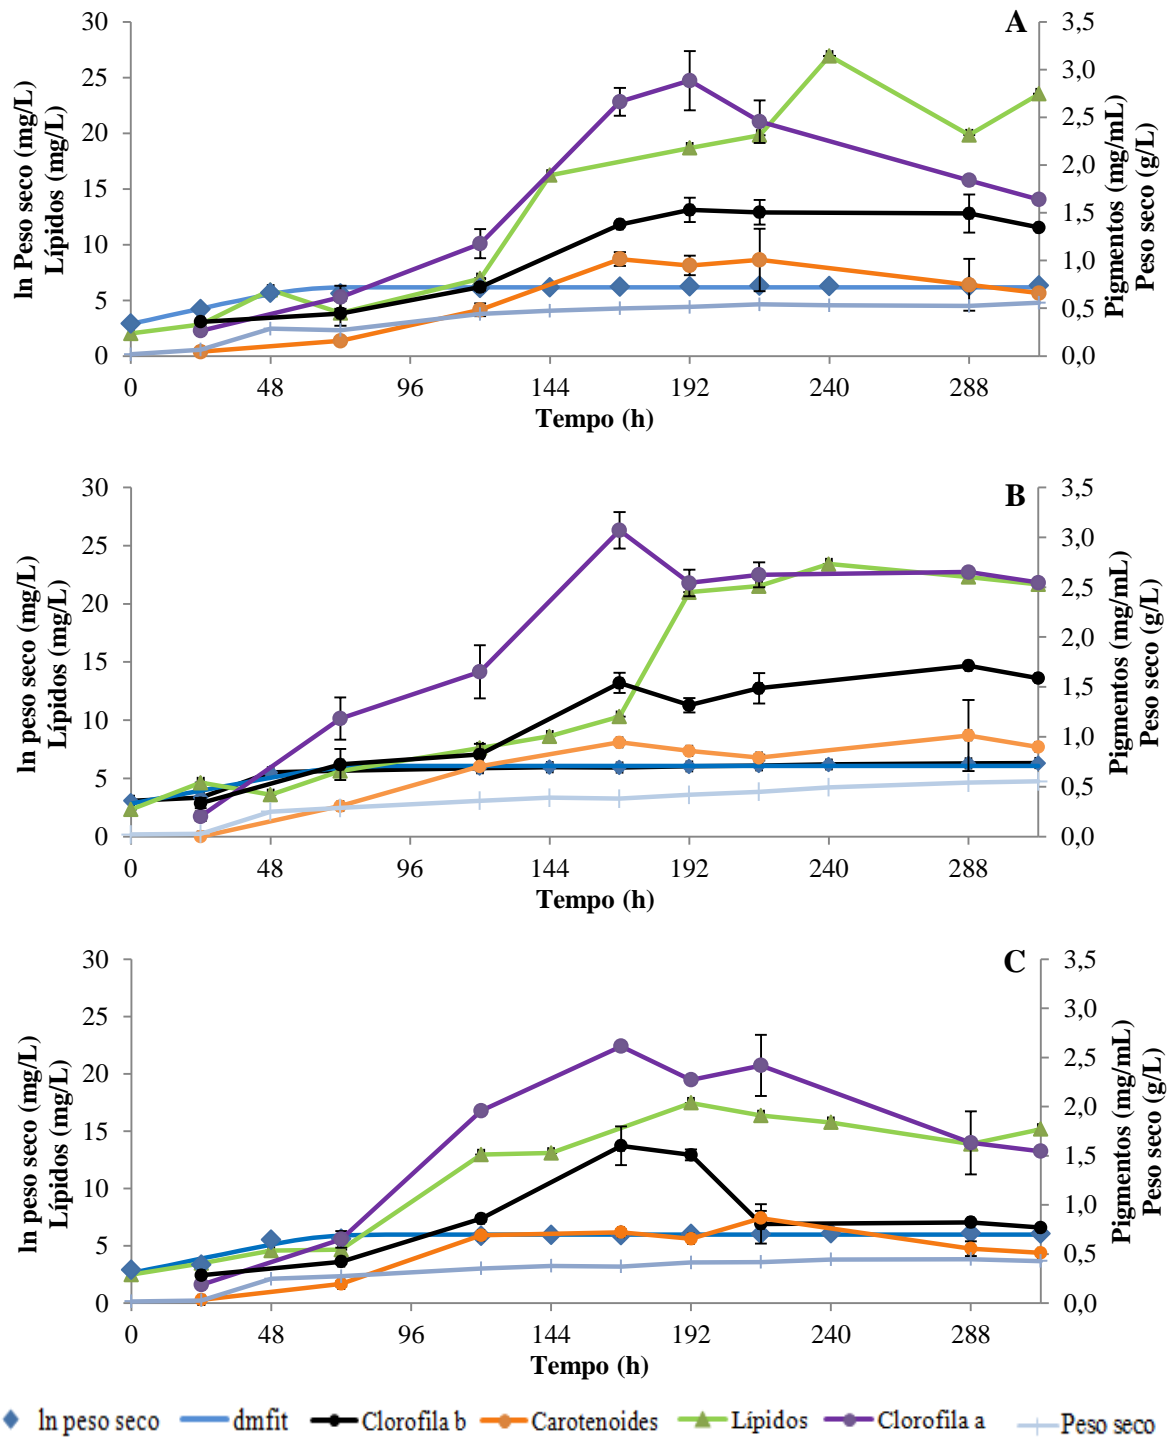 A
ln Peso seco (mg/L)
Lípidos (mg/L)
30
25
20
15
10
5
0
3,5
3,0
2,5
2,0
1,5
1,0
0,5
0,0
Pigmentos (mg/mL)
Peso seco (g/L)
0 48 96 144 192 240 288
Tempo (h)
B
ln peso seco (mg/L)
Lípidos (mg/L)
30
25
20
15
10
5
0
3,5
3,0
2,5
2,0
1,5
1,0
0,5
0,0
Pigmentos (mg/mL)
Peso seco (g/L)
0 48 96 144 192 240 288
Tempo (h)
C
ln peso seco (mg/L)
Lípidos (mg/L)
30
25
20
15
10
5
0
3,5
3,0
2,5
2,0
1,5
1,0
0,5
0,0
Pigmentos (mg/mL)
Peso seco (g/L)
0 48 96 144 192 240 288
Tempo (h)
ln peso seco dmfit Clorofila b Carotenoides Lípidos Clorofila a Peso seco